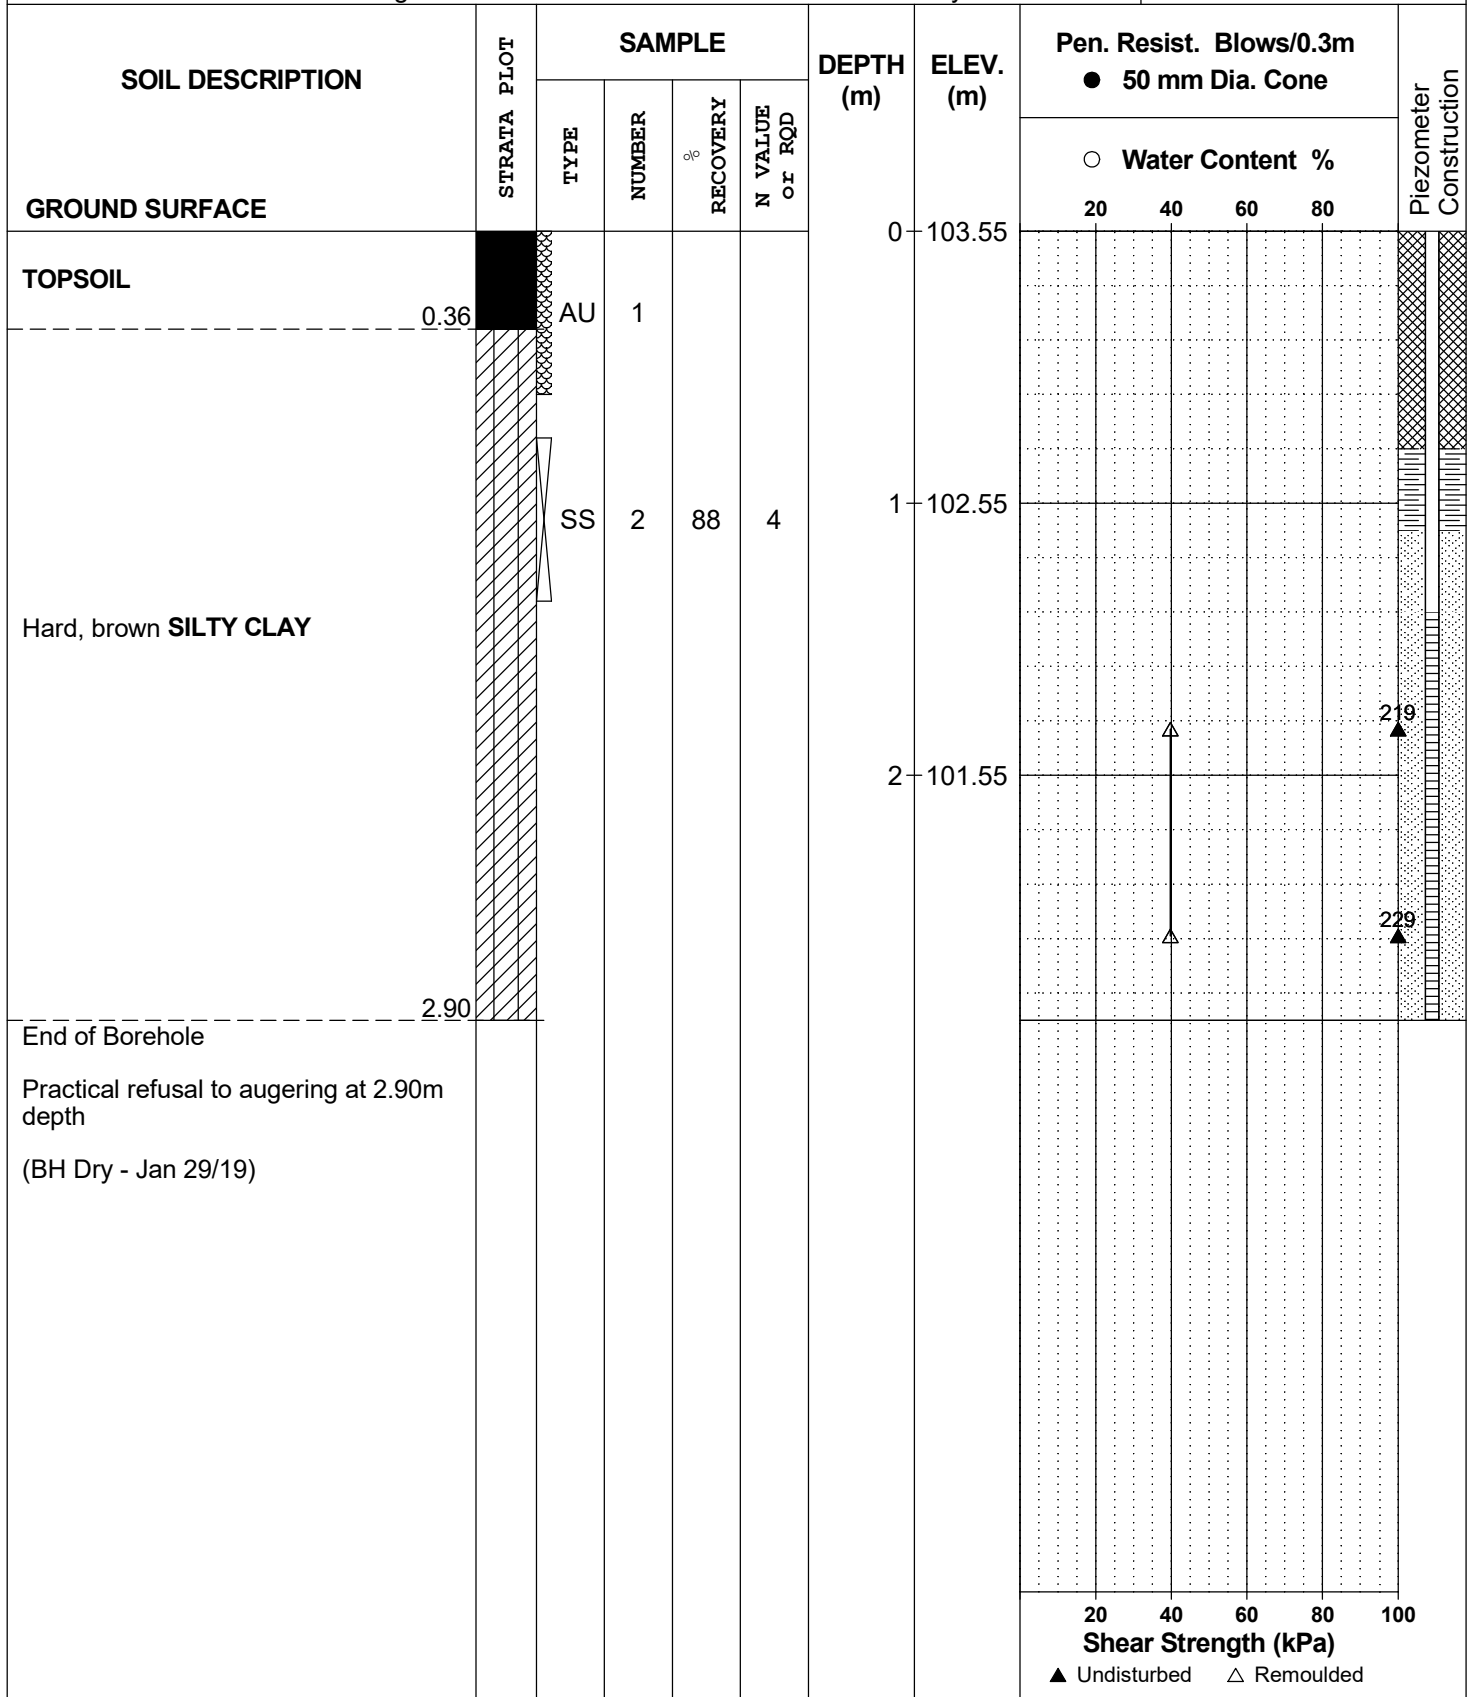 SOIL DESCRIPTION
GROUND SURFACE
STRATA PLOT
SAMPLE
TYPE
NUMBER
%
RECOVERY
N VALUE
or RQD
DEPTH
(m)
ELEV.
(m)
Pen. Resist. Blows/0.3m
● 50 mm Dia. Cone
○ Water Content %
20 40 60 80
Piezometer
Construction
0 103.55
TOPSOIL
0.36
AU 1
1 102.55
SS 2 88 4
Hard, brown SILTY CLAY
219
2 101.55
229
2.90
End of Borehole
Practical refusal to augering at 2.90m
depth
(BH Dry - Jan 29/19)
20 40 60 80 100
Shear Strength (kPa)
▲ Undisturbed △ Remoulded